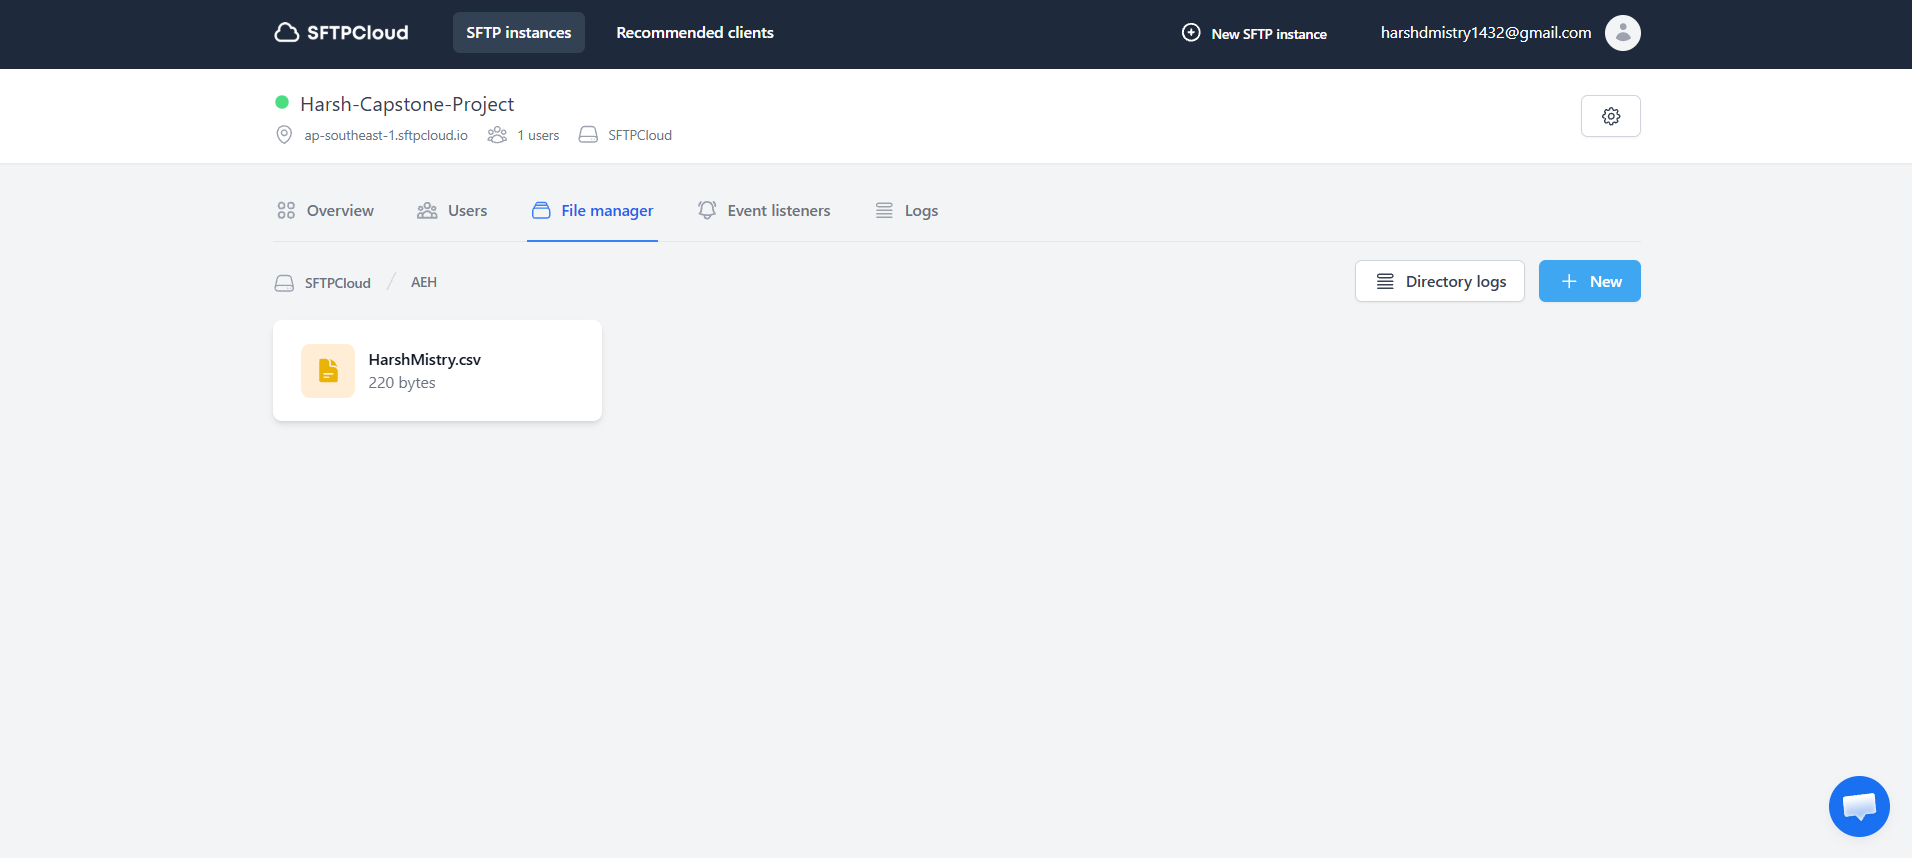 SFTPCloud SFTP instances Recommended clients New SFTP instance harshdmistry1432@gmail.com
Harsh-Capstone-Project
ap-southeast-1.sftpcloud.io 1 users SFTPCloud
Overview Users File manager Event listeners Logs
SFTPCloud / AEH Directory logs + New
HarshMistry.csv
220 bytes